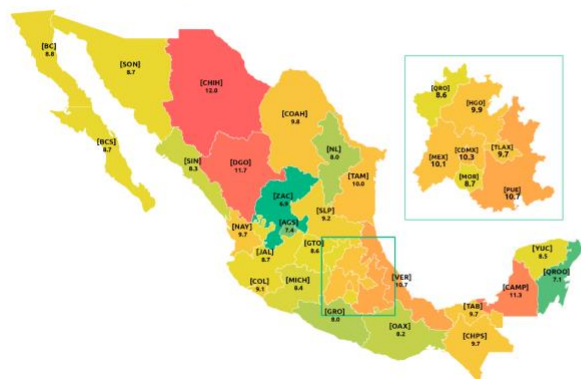 [BC]
8.8
[SON]
8.7
[CHIH]
12.0
[BCS]
8.7
[COAH]
9.8
[SIN]
8.3
[DGO]
11.7
[NL]
8.0
[TAM]
10.0
[ZAC]
6.9
[AGS]
7.4
[SLP]
9.2
[NAY]
9.7
[JAL]
8.7
[GTO]
8.6
[COL]
9.1
[MICH]
8.4
[GRO]
8.0
[VER]
10.7
[OAX]
8.2
[TAB]
9.7
[CHPS]
9.7
[CAMP]
11.3
[YUC]
8.5
[QROO]
7.1
[QRO]
8.6
[HGO]
9.9
[MEX]
10.1
[CDMX]
10.3
[TLAX]
9.7
[MOR]
8.7
[PUE]
10.7